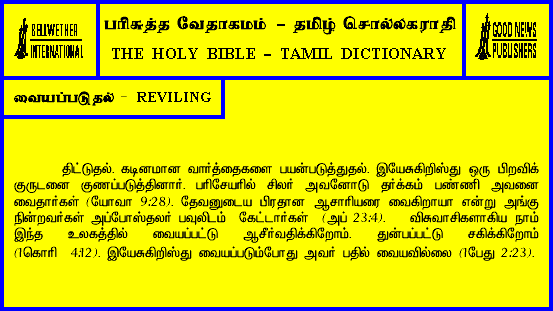 BELLWETHER
INTERNATIONAL
பரிசுத்த வேதாகமம் – தமிழ் சொல்லகராதி
THE HOLY BIBLE – TAMIL DICTIONARY
GOOD NEWS
PUBLISHERS
வையப்படுதல் – REVILING
திட்டுதல். கடினமான வார்த்தைகளை பயன்படுத்துதல். இயேசுகிறிஸ்து ஒரு பிறவிக்
குருடனை குணப்படுத்தினார். பரிசேயரில் சிலர் அவனோடு தர்க்கம் பண்ணி அவனை
வைதார்கள் (யோவா 9:28). தேவனுடைய பிரதான ஆசாரியரை வைகிறாயா என்று அங்கு
நின்றவர்கள் அப்போஸ்தலர் பவுலிடம் கேட்டார்கள் (அப் 23:4). விசுவாசிகளாகிய நாம்
இந்த உலகத்தில் வையப்பட்டு ஆசீர்வதிக்கிறோம். துன்பப்பட்டு சகிக்கிறோம்
(1கொரி 4:12). இயேசுகிறிஸ்து வையப்படும்போது அவர் பதில் வையவில்லை (1பேது 2:23).